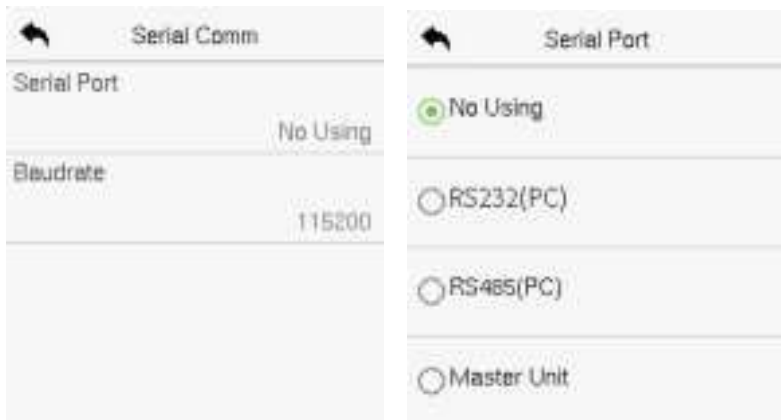 Serial Comm
Serial Port
No Using
Baudrate
115200
Serial Port
No Using
RS232(PC)
RS485(PC)
Master Unit